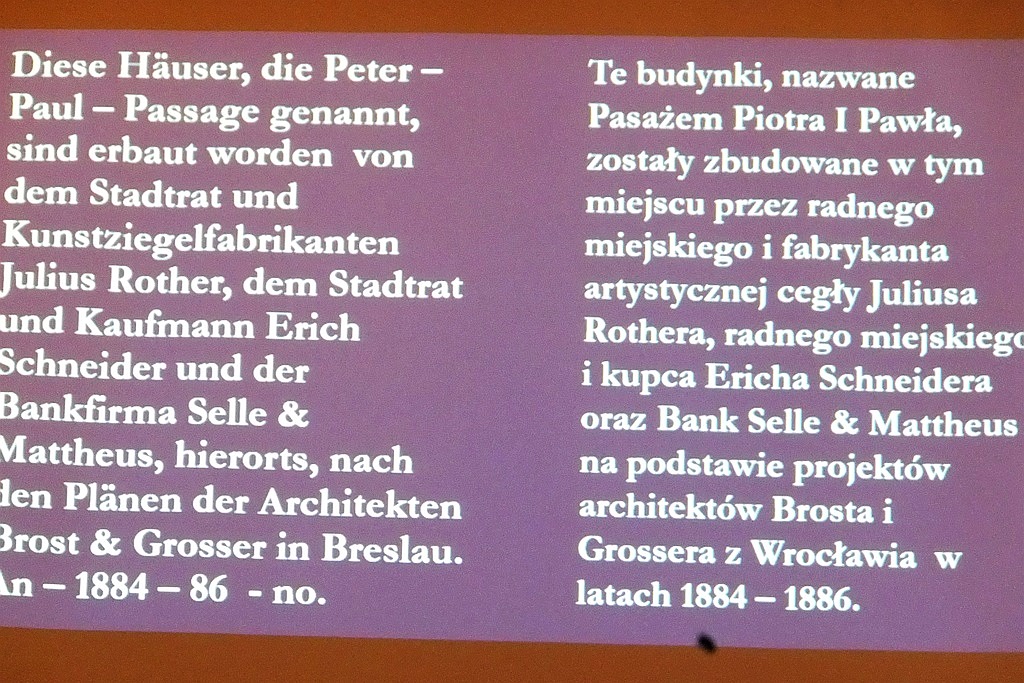 Diese Häuser, die Peter –
Paul – Passage genannt,
sind erbaut worden  von
dem Stadtrat und
Kunstziegelfabrikanten
Julius Rother, dem Stadtrat
und Kaufmann Erich
Schneider und der
Bankfirma Selle &
Mattheus, hierorts, nach
den Plänen der Architekten
Brost & Grosser in Breslau.
An – 1884 – 86  - no.
Te budynki, nazwane
Pasażem Piotra I Pawła,
zostały zbudowane w tym
miejscu przez radnego
miejskiego i fabrykanta
artystycznej cegły Juliusa
Rothera, radnego miejskiego
i kupca Ericha Schneidera
oraz Bank Selle & Mattheus
na podstawie projektów
architektów Brosta i
Grossera z Wrocławia  w
latach 1884 – 1886.